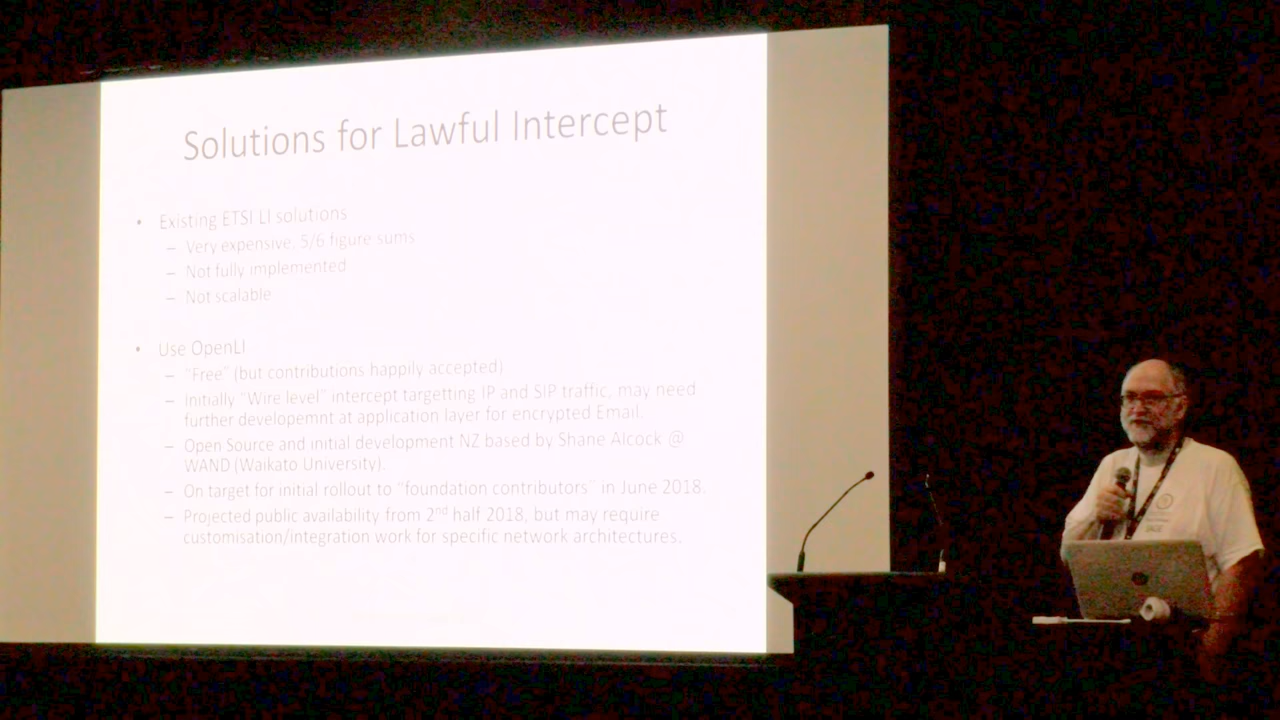 Solutions for Lawful Intercept
• Existing ETSI LI solutions
– Very expensive, 5/6 figure sums
– Not fully implemented
– Not scalable
• Use OpenLI
– “Free” (but contributions happily accepted)
– Initially “Wire level” intercept targetting IP and SIP traffic, may need
further developemnt at application layer for encrypted Email.
– Open Source and initial development NZ based by Shane Alcock @
WAND (Waikato University).
– On target for initial rollout to “foundation contributors” in June 2018.
– Projected public availability from 2nd half 2018, but may require
customisation/integration work for specific network architectures.